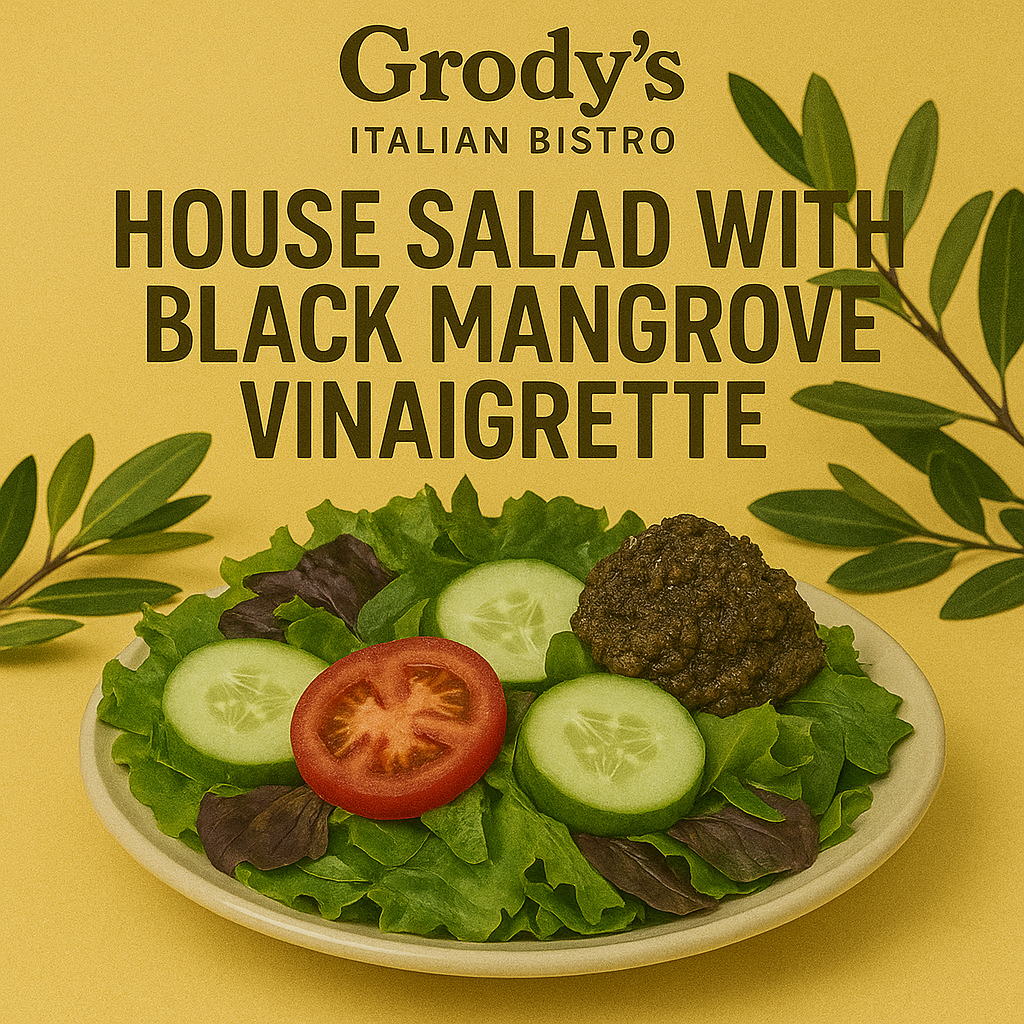 Grody's
ITALIAN BISTRO
HOUSE SALAD WITH
BLACK MANGROVE
VINAIGRETTE